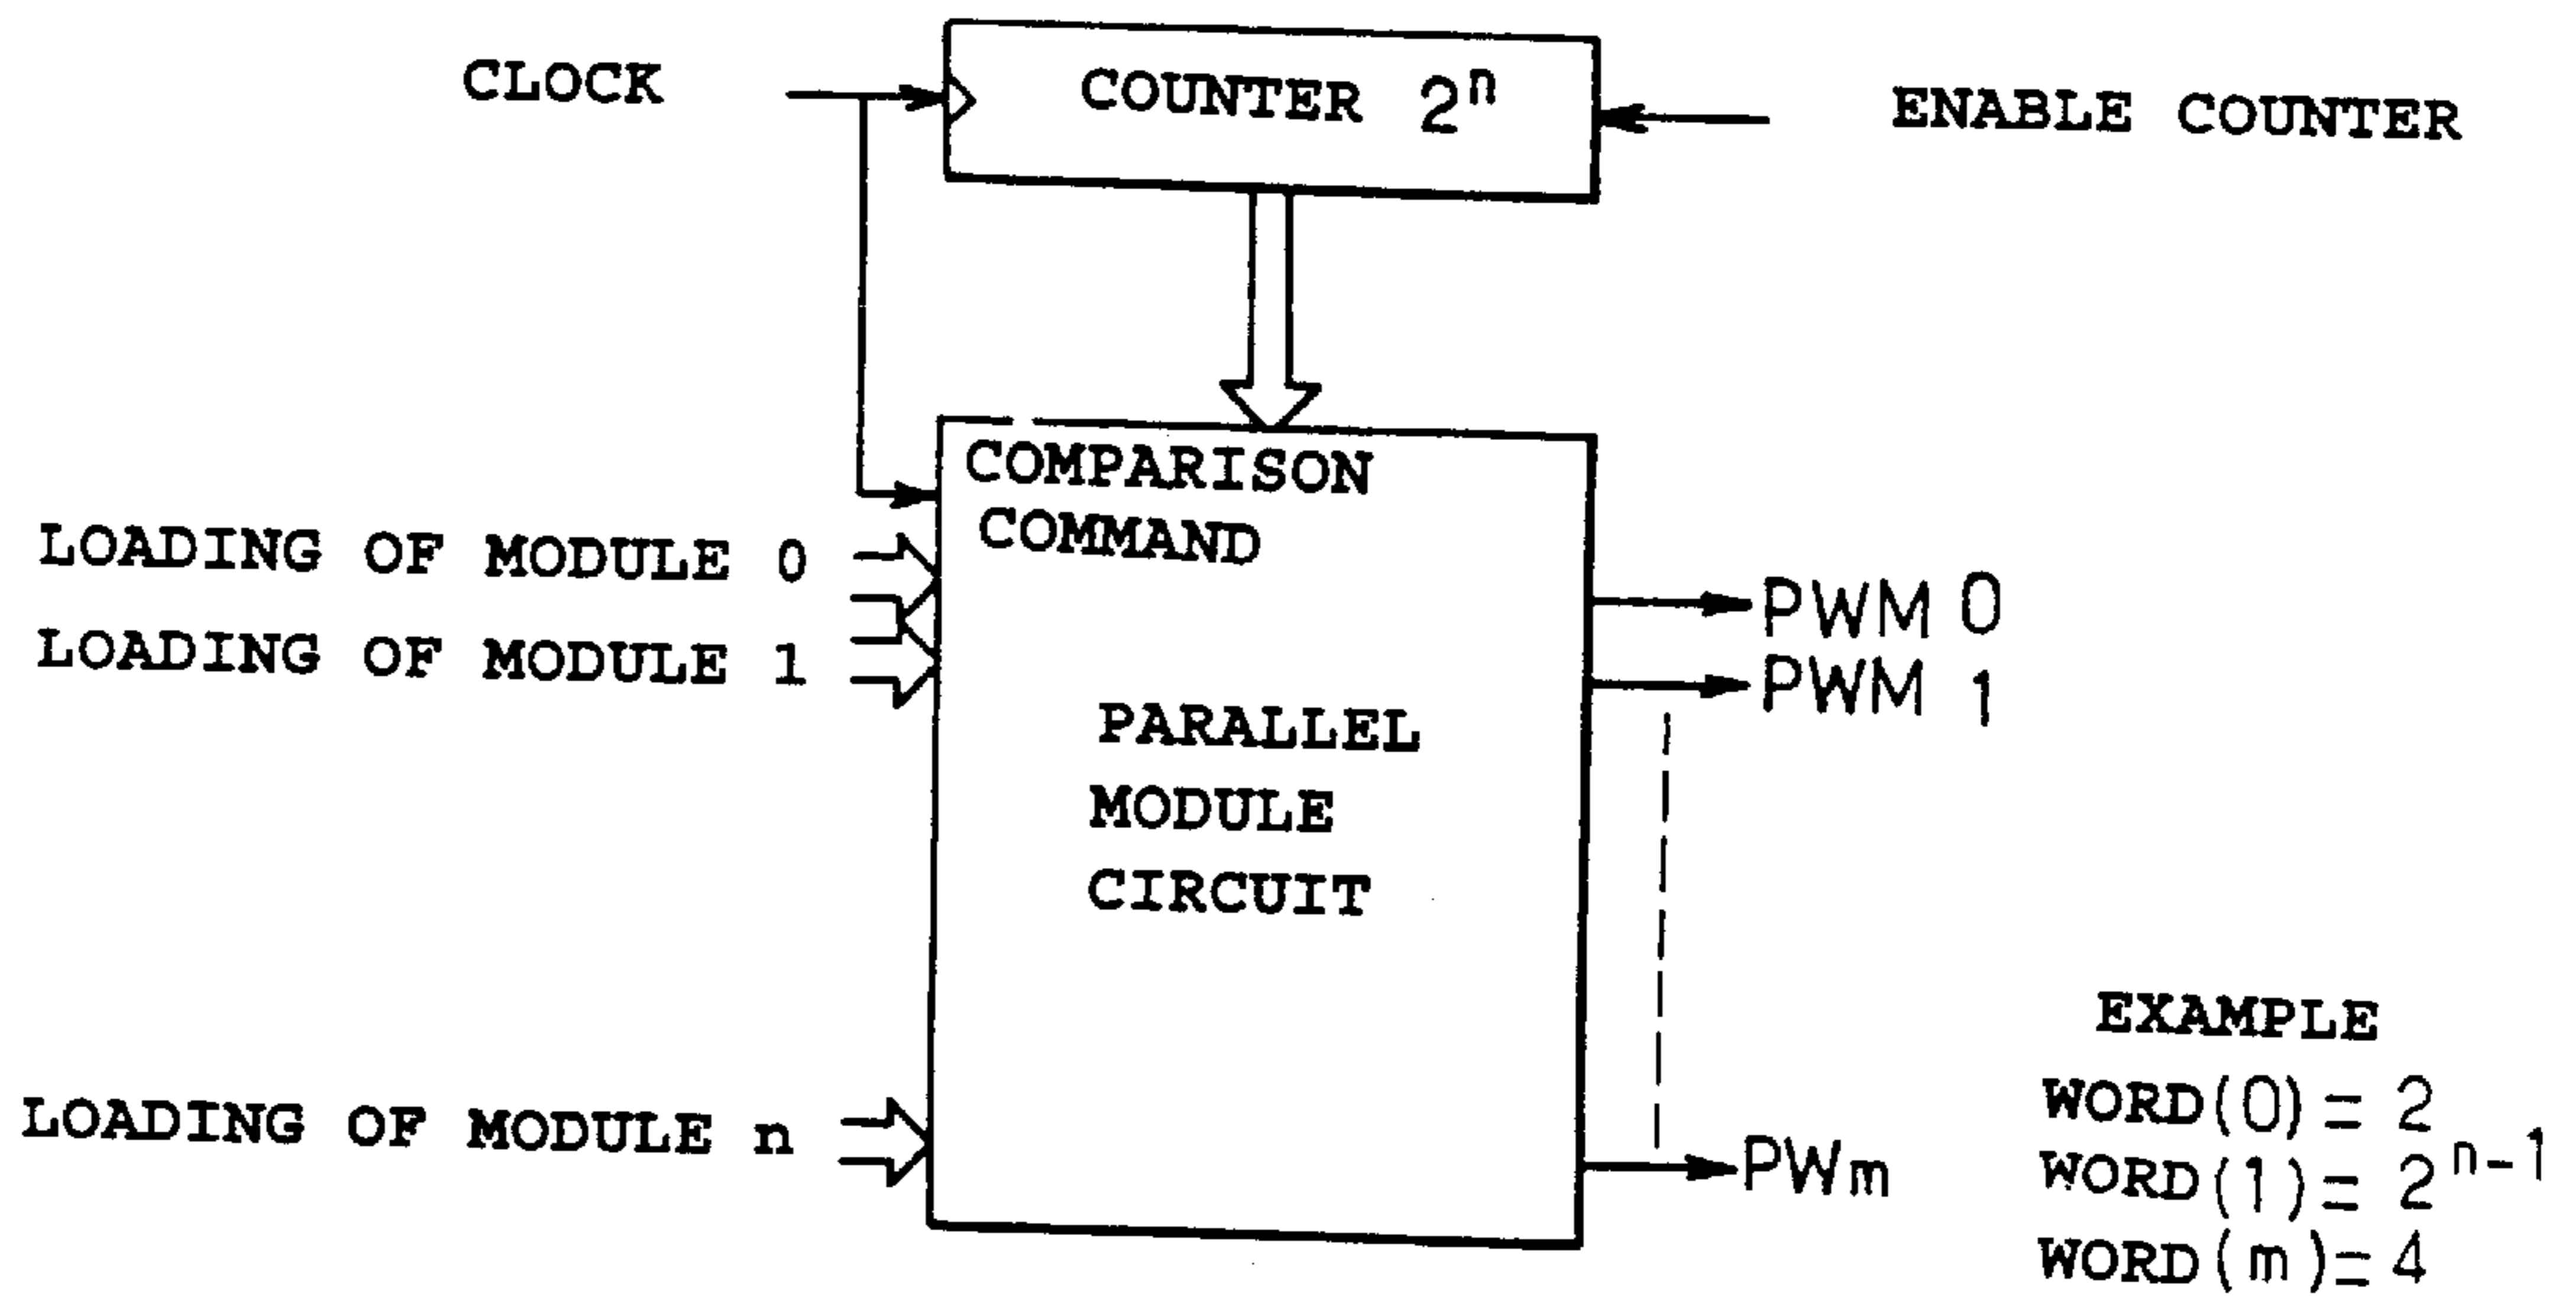 CLOCK
COUNTER 2ⁿ
ENABLE COUNTER
COMPARISON
COMMAND
LOADING OF MODULE 0
LOADING OF MODULE 1
PWM 0
PWM 1
PARALLEL
MODULE
CIRCUIT
LOADING OF MODULE n
PWm
EXAMPLE
WORD(0)=2
WORD(1)=2ⁿ⁻¹
WORD(m)=4